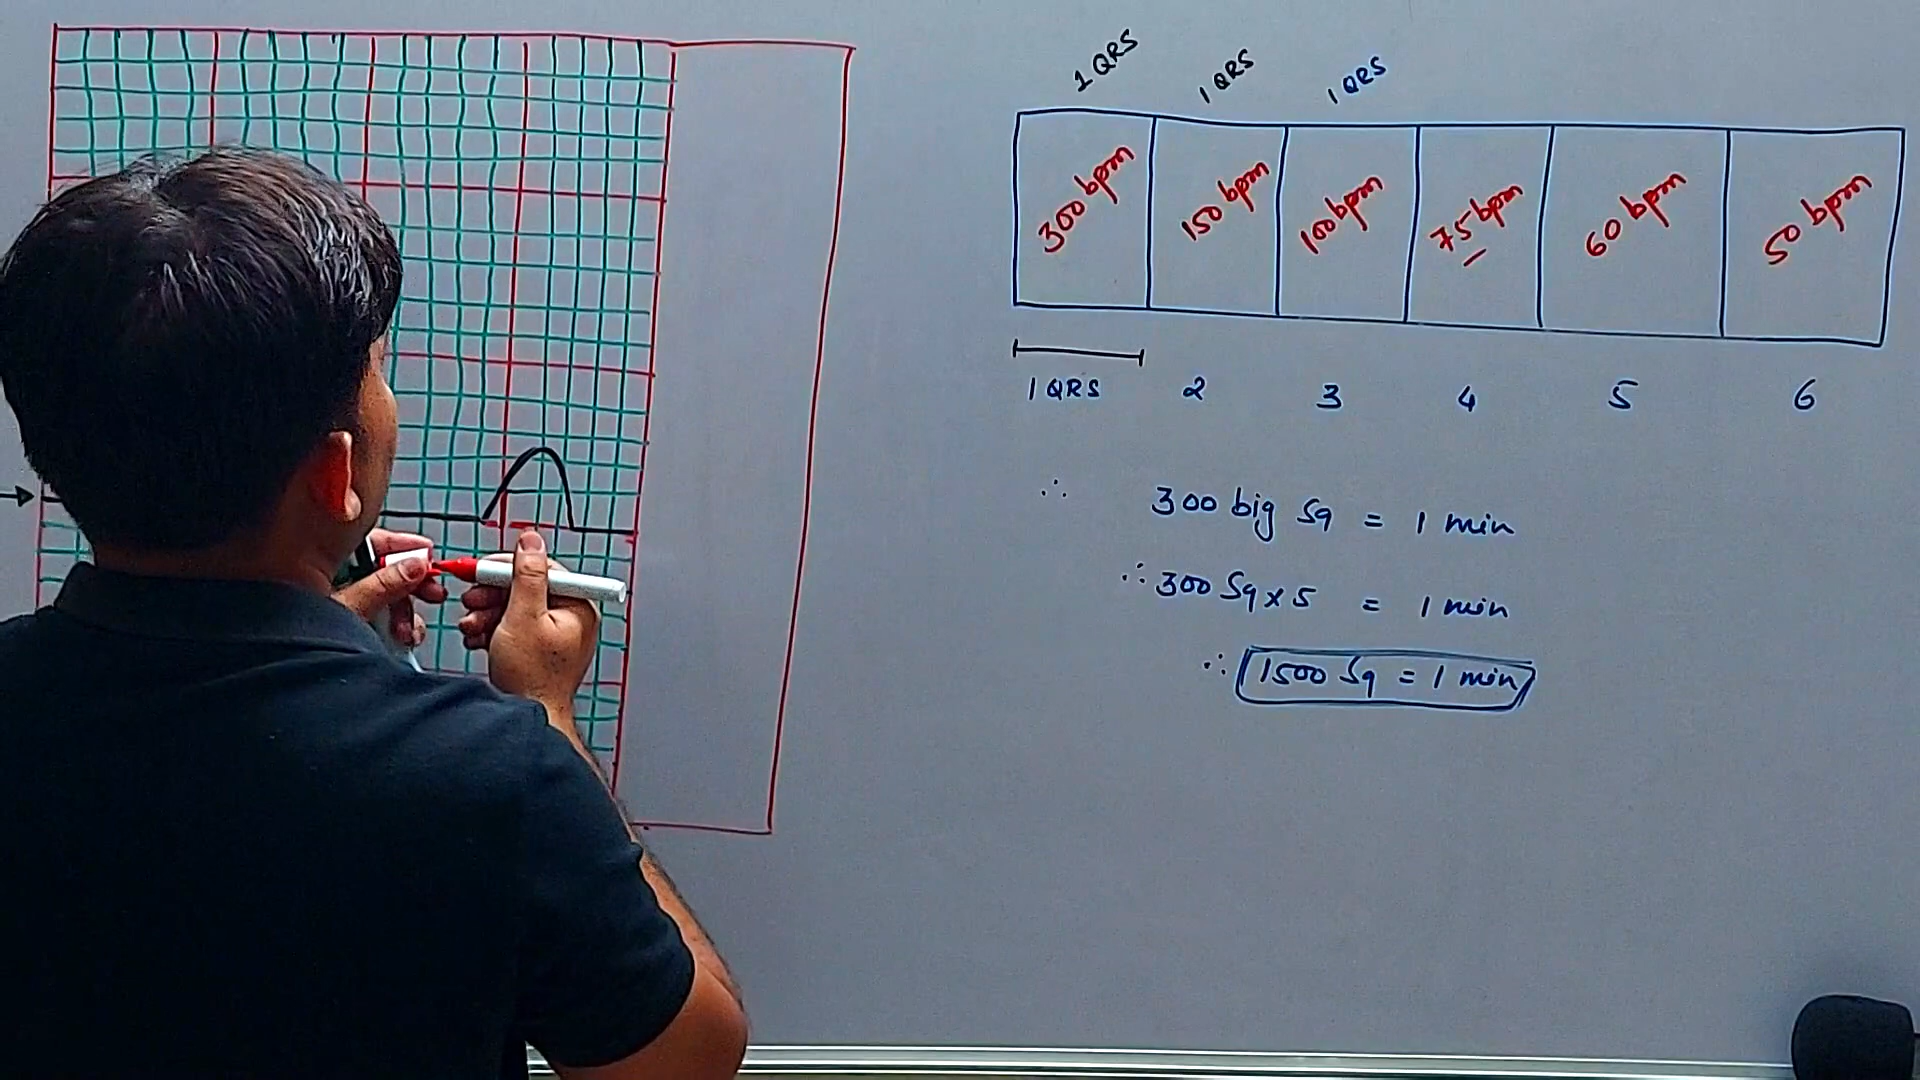 1 QRS 1 QRS 1 QRS
300 bpm 150 bpm 100 bpm 75 bpm 60 bpm 50 bpm
1 QRS 2 3 4 5 6
∴ 300 big Sq = 1 min
∴ 300 Sq x 5 = 1 min
∴ 1500 Sq = 1 min